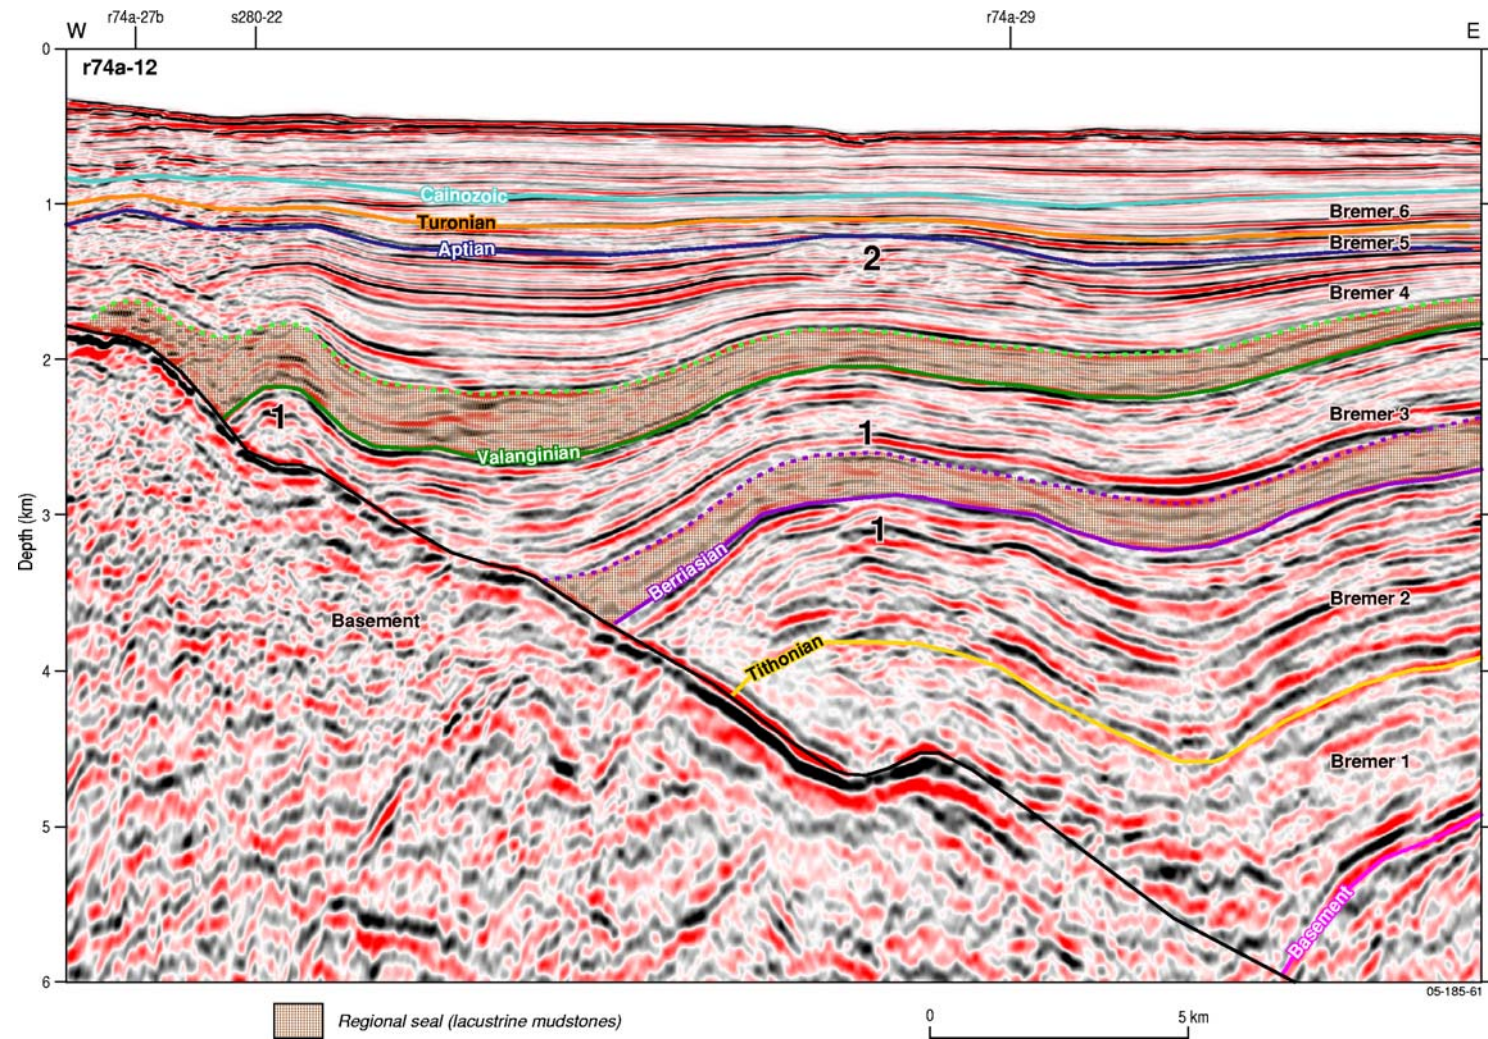 r74a-27b s280-22 r74a-29
W E
0
r74a-12
Cainozoic
1
Bremer 6
Turonian
Bremer 5
Aptian
2
Bremer 4
2
Bremer 3
1
1
Valanginian
3
Depth (km)
1
Berriasian
Bremer 2
Basement
Tithonian
4
Bremer 1
5
Basement
6
05-185-61
Regional seal (lacustrine mudstones)
0 5 km